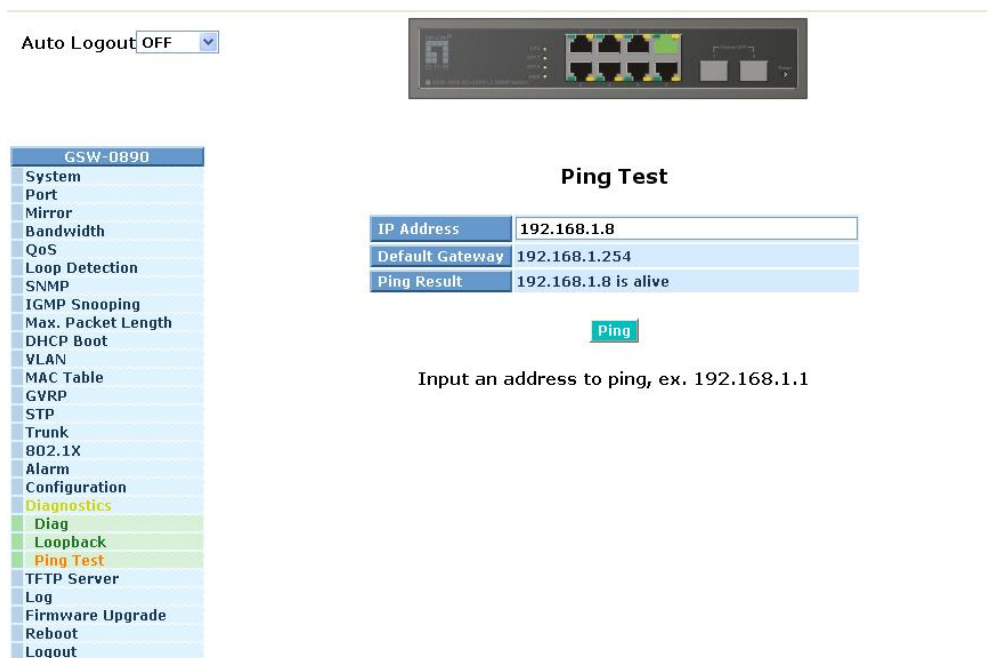 Auto Logout OFF
GSW-0890
System
Port
Mirror
Bandwidth
QoS
Loop Detection
SNMP
IGMP Snooping
Max. Packet Length
DHCP Boot
VLAN
MAC Table
GVRP
STP
Trunk
802.1X
Alarm
Configuration
Diagnostics
Diag
Loopback
Ping Test
TFTP Server
Log
Firmware Upgrade
Reboot
Logout
Ping Test
IP Address 192.168.1.8
Default Gateway 192.168.1.254
Ping Result 192.168.1.8 is alive
Ping
Input an address to ping, ex. 192.168.1.1